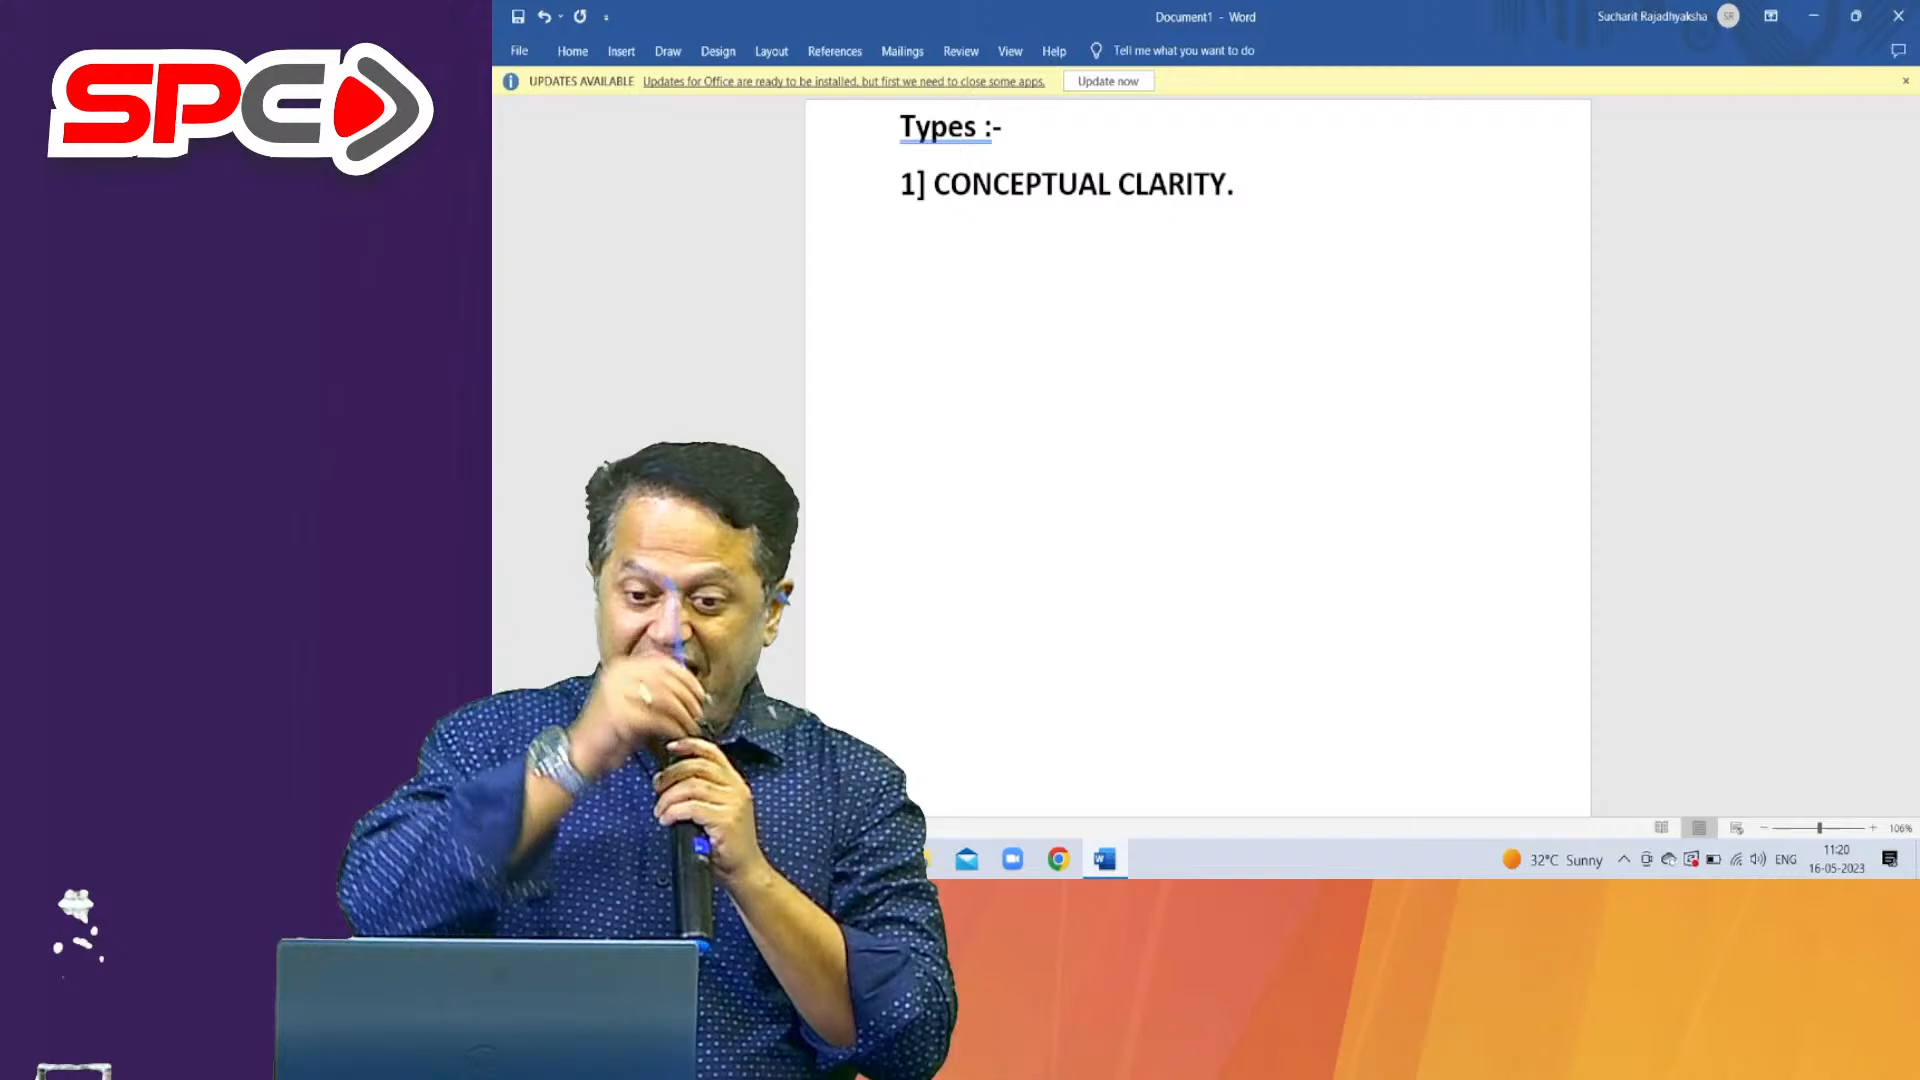 SPE
Document1 - Word
Sucharit Rajadhyaksha
SR
File Home Insert Draw Design Layout References Mailings Review View Help Tell me what you want to do
UPDATES AVAILABLE Updates for Office are ready to be installed, but first we need to close some apps. Update now
Types :-
1] CONCEPTUAL CLARITY.
106%
32°C Sunny
ENG
11:20
16-05-2023